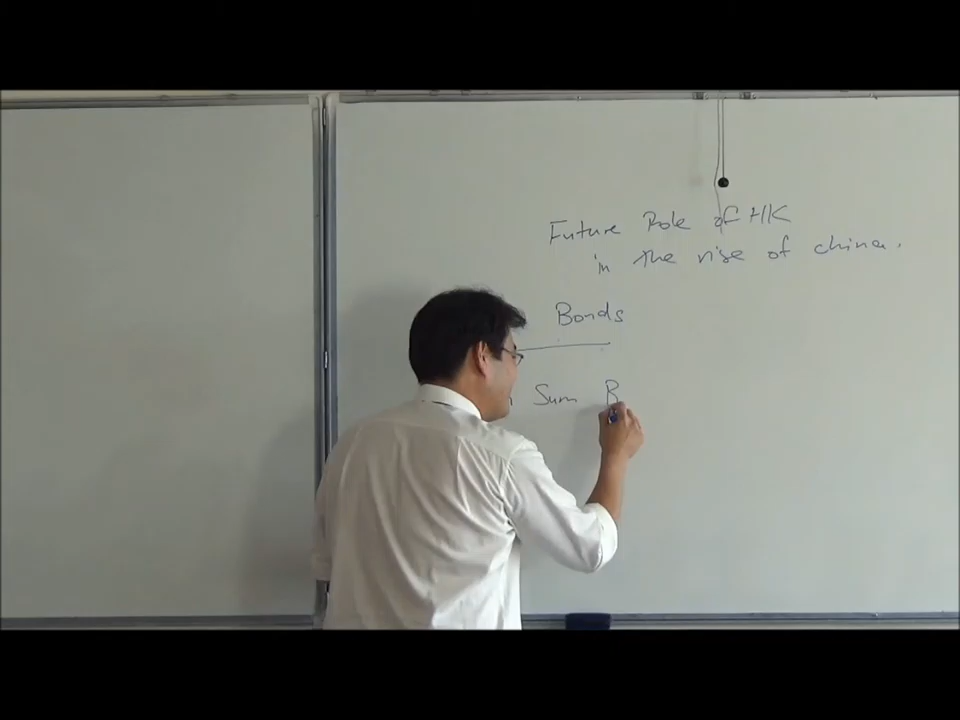 Future Role of HK
in the rise of china.
Bonds
Sum B